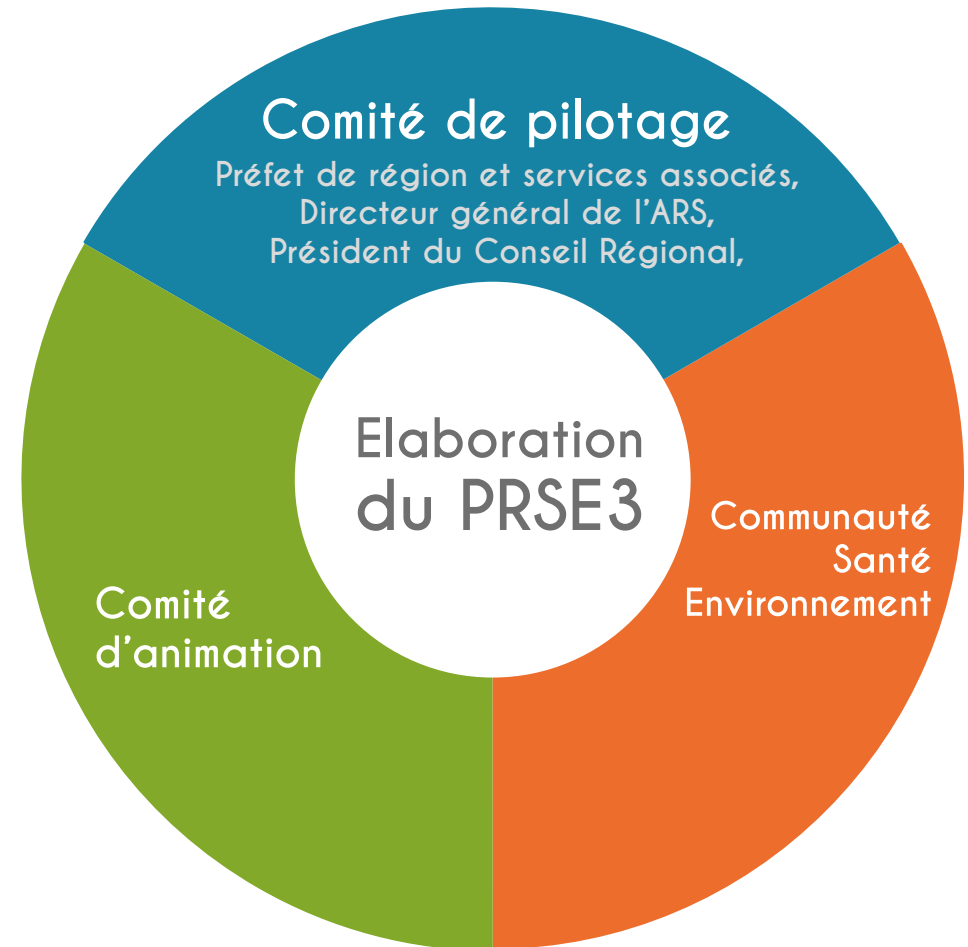 Comité de pilotage
Préfet de région et services associés,
Directeur général de l'ARS,
Président du Conseil Régional,
Elaboration
du PRSE3
Communauté
Santé
Environnement
Comité
d'animation